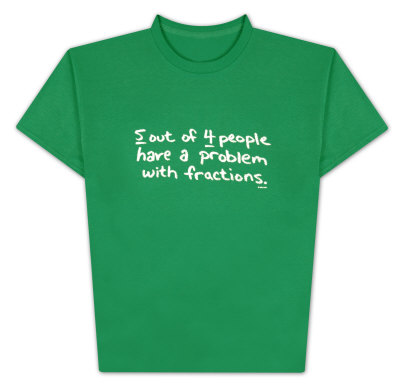 5 out of 4 people
have a problem
with fractions.